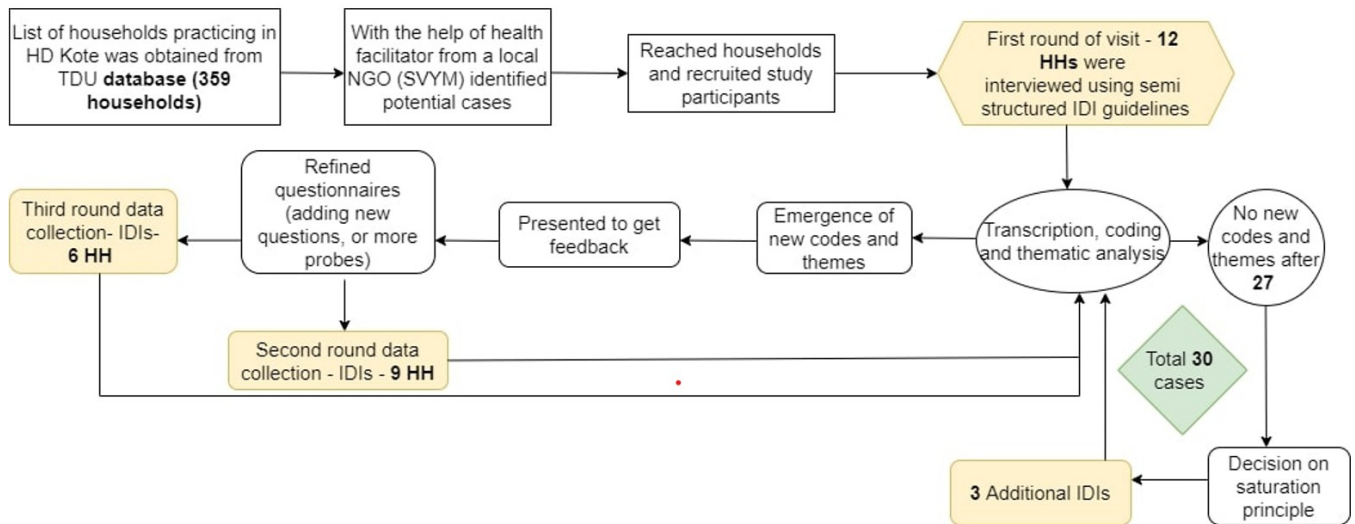 List of households practicing in
HD Kote was obtained from
TDU database (359
households)
With the help of health
facilitator from a local
NGO (SVYM) identified
potential cases
Reached households
and recruited study
participants
First round of visit - 12
HHs were
interviewed using semi
structured IDI guidelines
Third round data
collection- IDIs-
6 HH
Refined
questionnaires
(adding new
questions, or more
probes)
Presented to get
feedback
Emergence of
new codes and
themes
Transcription, coding
and thematic analysis
No new
codes and
themes after
27
Second round data
collection - IDIs - 9 HH
Total 30
cases
3 Additional IDIs
Decision on
saturation
principle